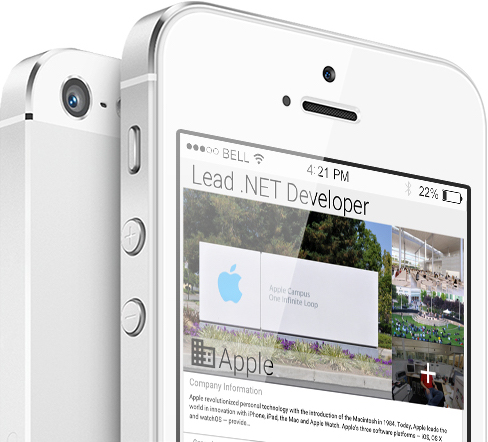 BELL
4:21 PM
22%
Lead .NET Developer
Apple Campus
One Infinite Loop
Apple
Company Information
Apple revolutionized personal technology with the introduction of the Macintosh in 1984. Today, Apple leads the
world in innovation with iPhone, iPad, the Mac and Apple Watch. Apple's three software platforms — iOS, OS X
and watchOS — provide...